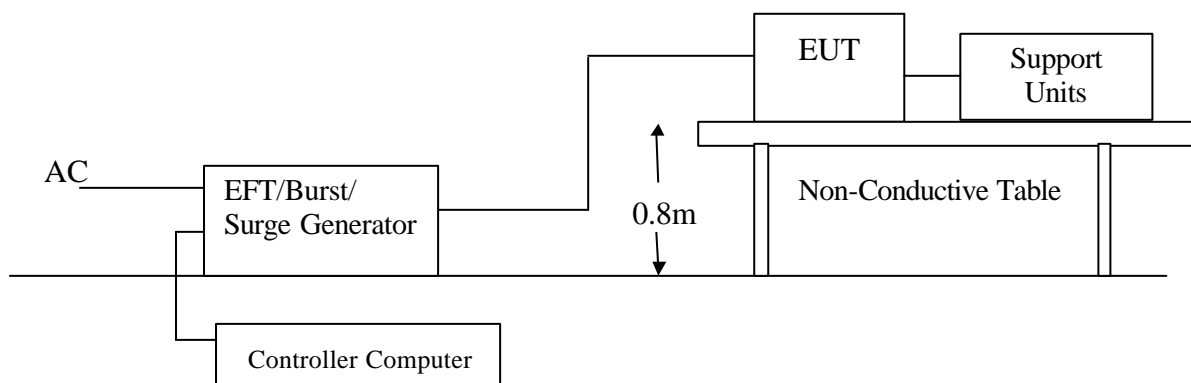 EUT
Support
Units
AC
EFT/Burst/
Surge Generator
0.8m
Non-Conductive Table
Controller Computer